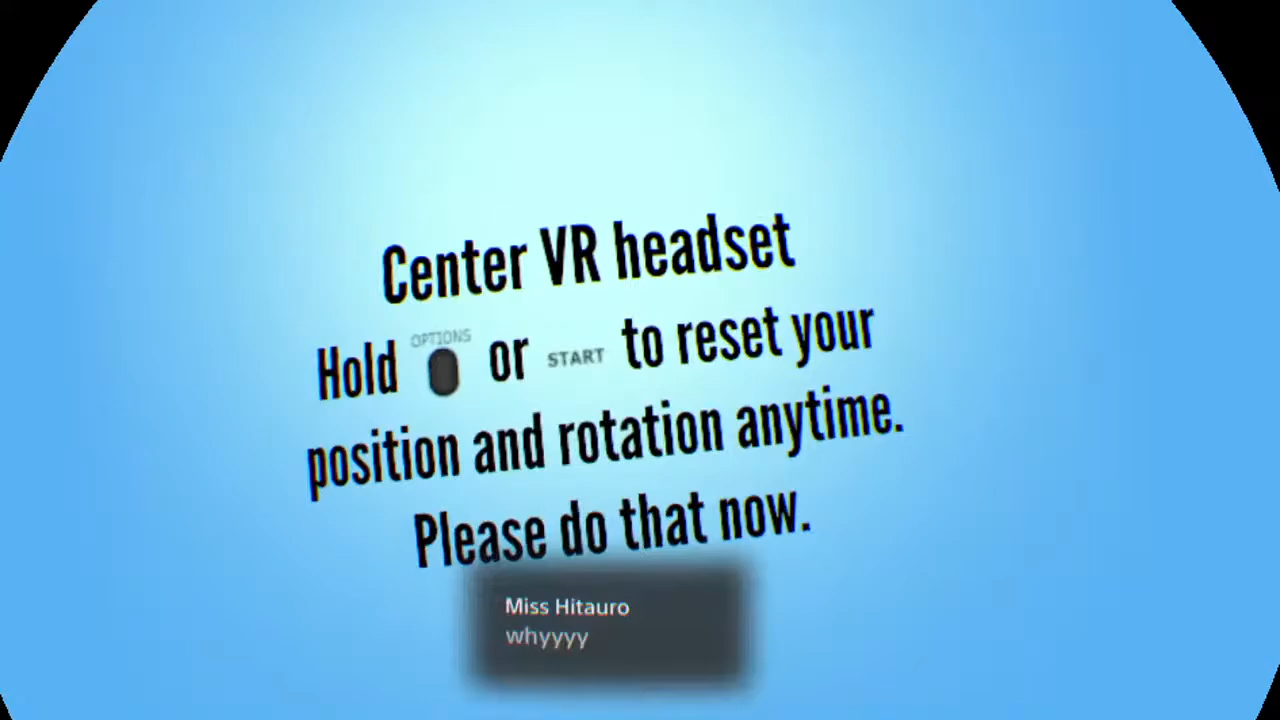 Center VR headset
Hold OPTIONS or START to reset your
position and rotation anytime.
Please do that now.
Miss Hitauro
whyyyy